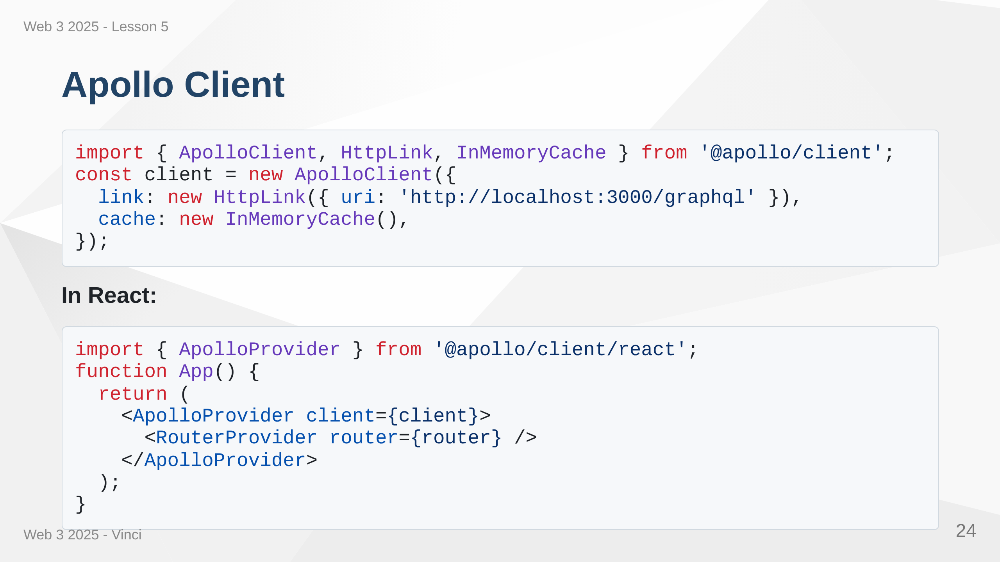 Web 3 2025 - Lesson 5
Apollo Client
import { ApolloClient, HttpLink, InMemoryCache } from '@apollo/client';
const client = new ApolloClient({
  link: new HttpLink({ uri: 'http://localhost:3000/graphql' }),
  cache: new InMemoryCache(),
});
In React:
import { ApolloProvider } from '@apollo/client/react';
function App() {
  return (
    <ApolloProvider client={client}>
      <RouterProvider router={router} />
    </ApolloProvider>
  );
}
Web 3 2025 - Vinci
24